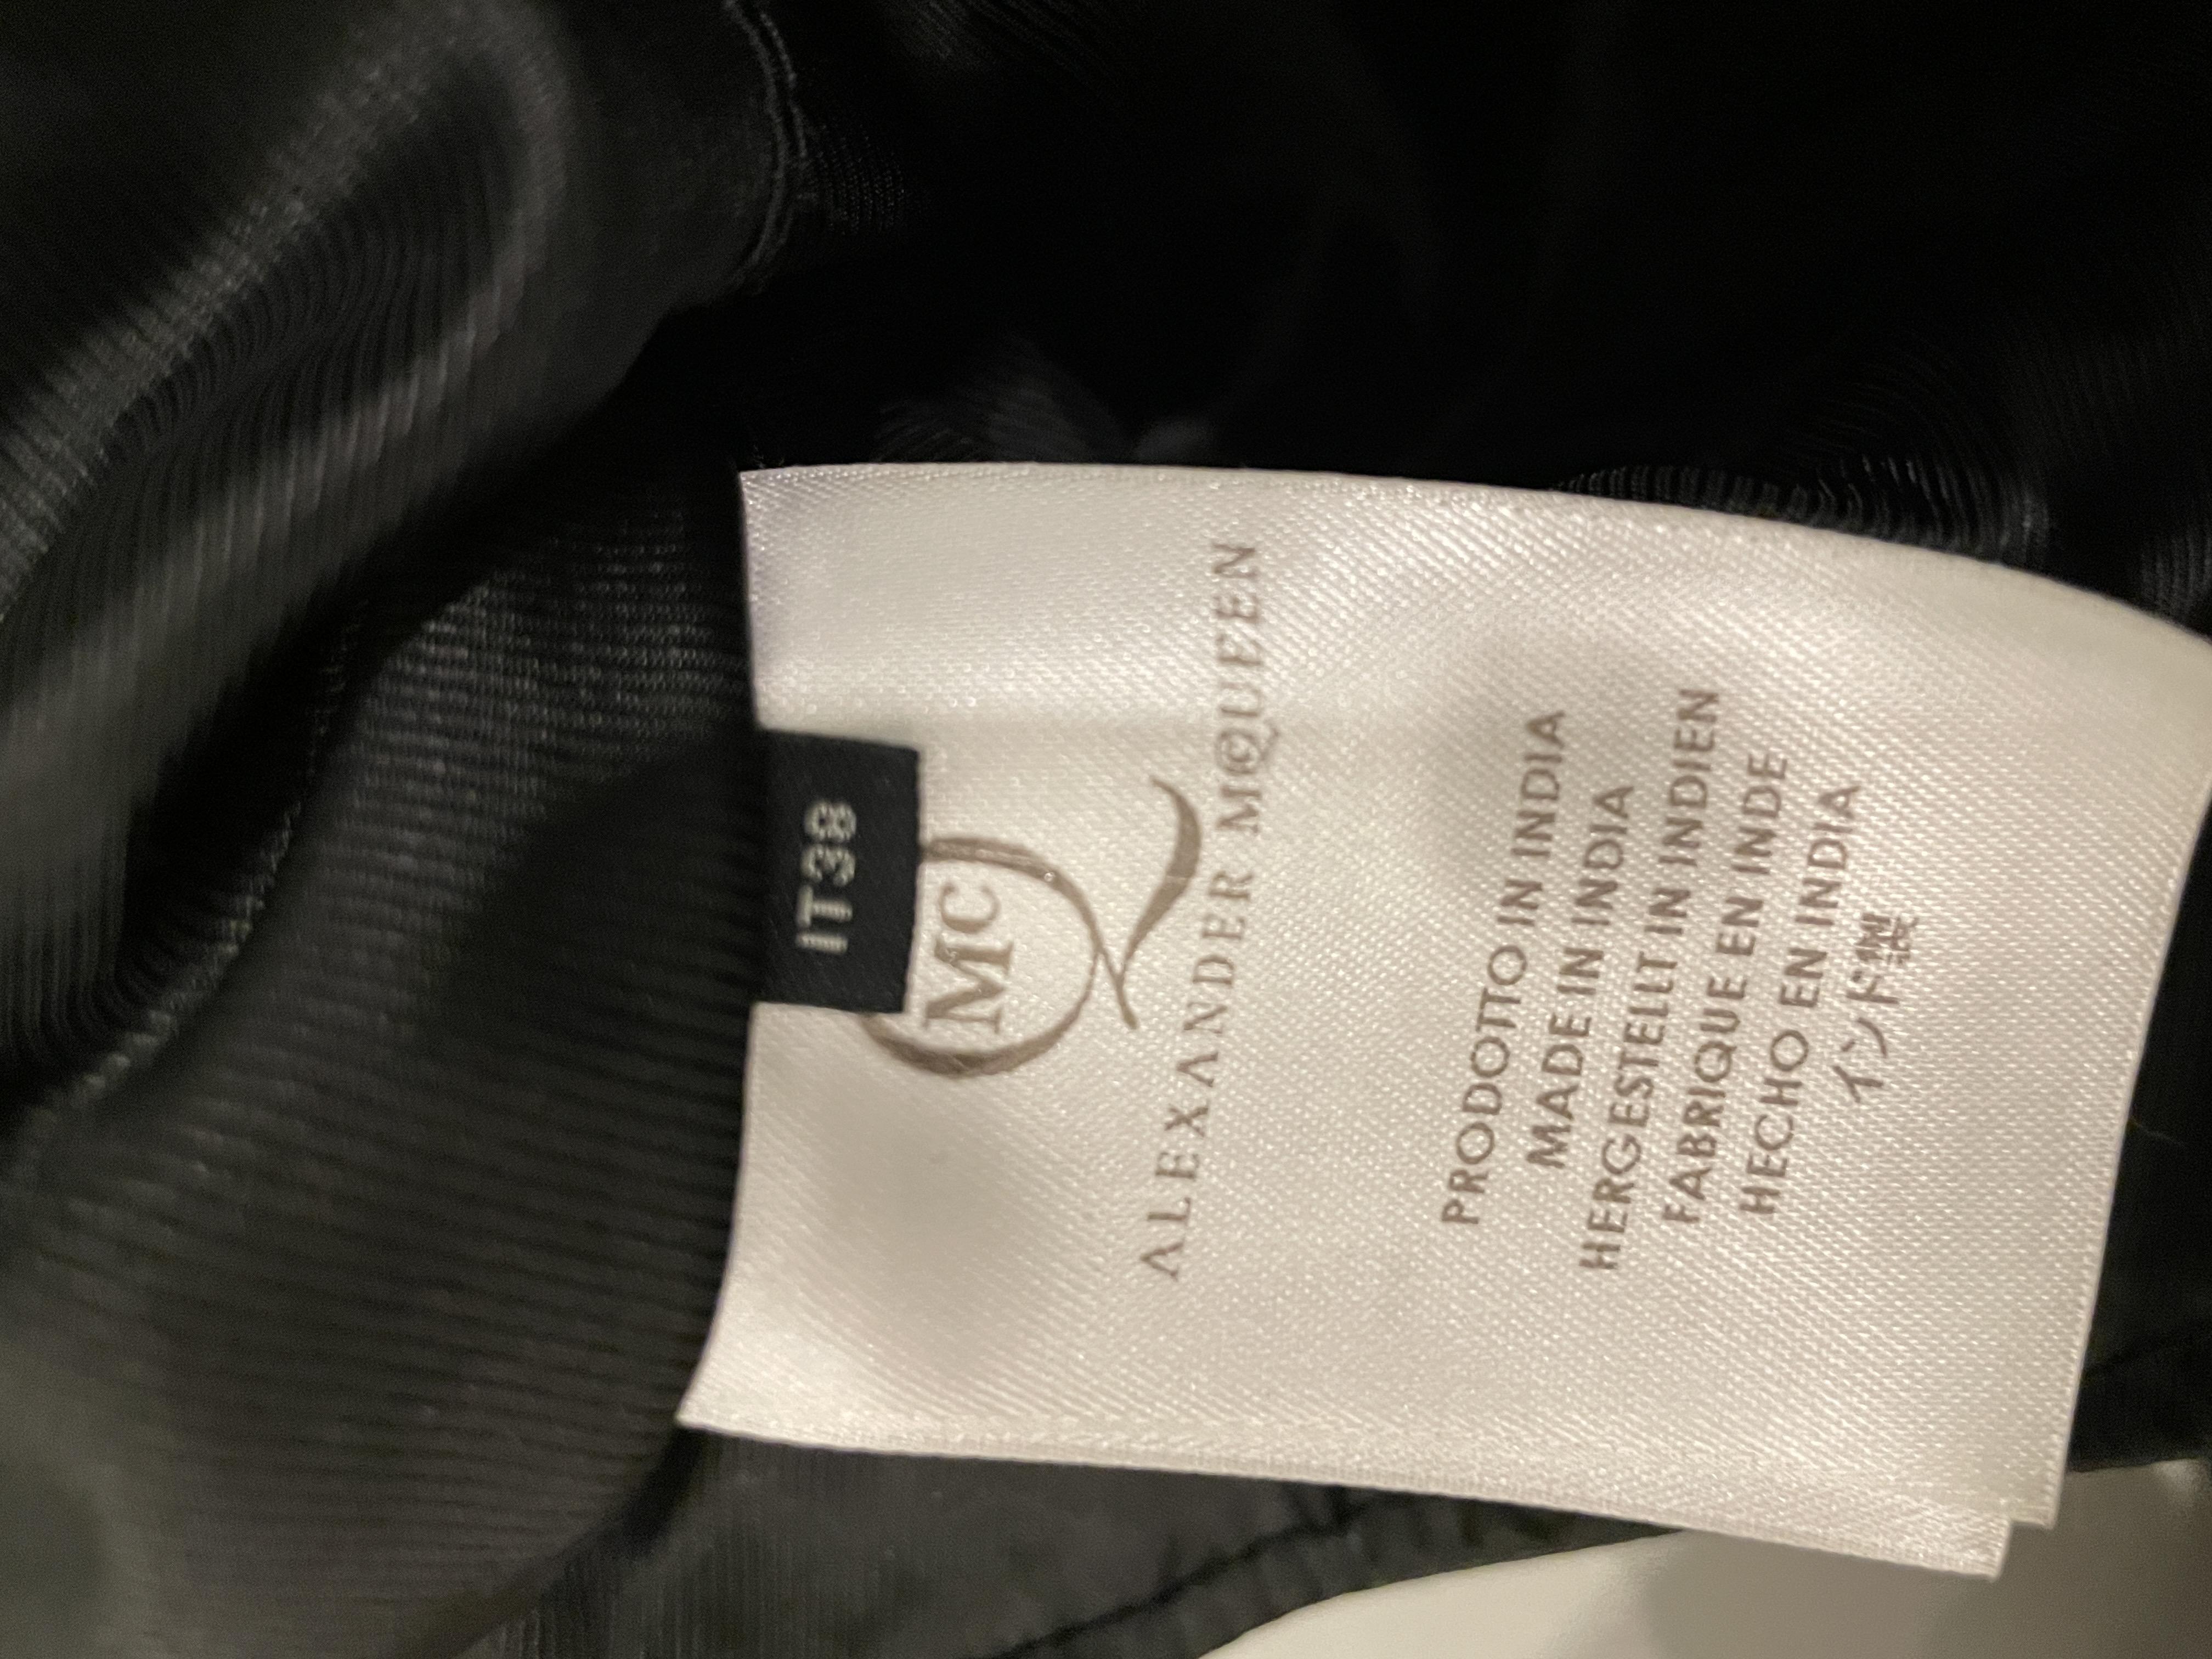 IT38
McQ
ALEXANDER MCQUEEN
PRODOTTO IN INDIA
MADE IN INDIA
HERGESTELLT IN INDIEN
FABRIQUE EN INDE
HECHO EN INDIA
インド製